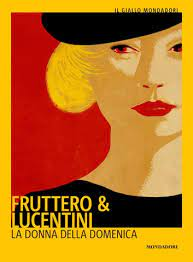 IL GIALLO MONDADORI
FRUTTERO &
LUCENTINI
LA DONNA DELLA DOMENICA
MONDADORI